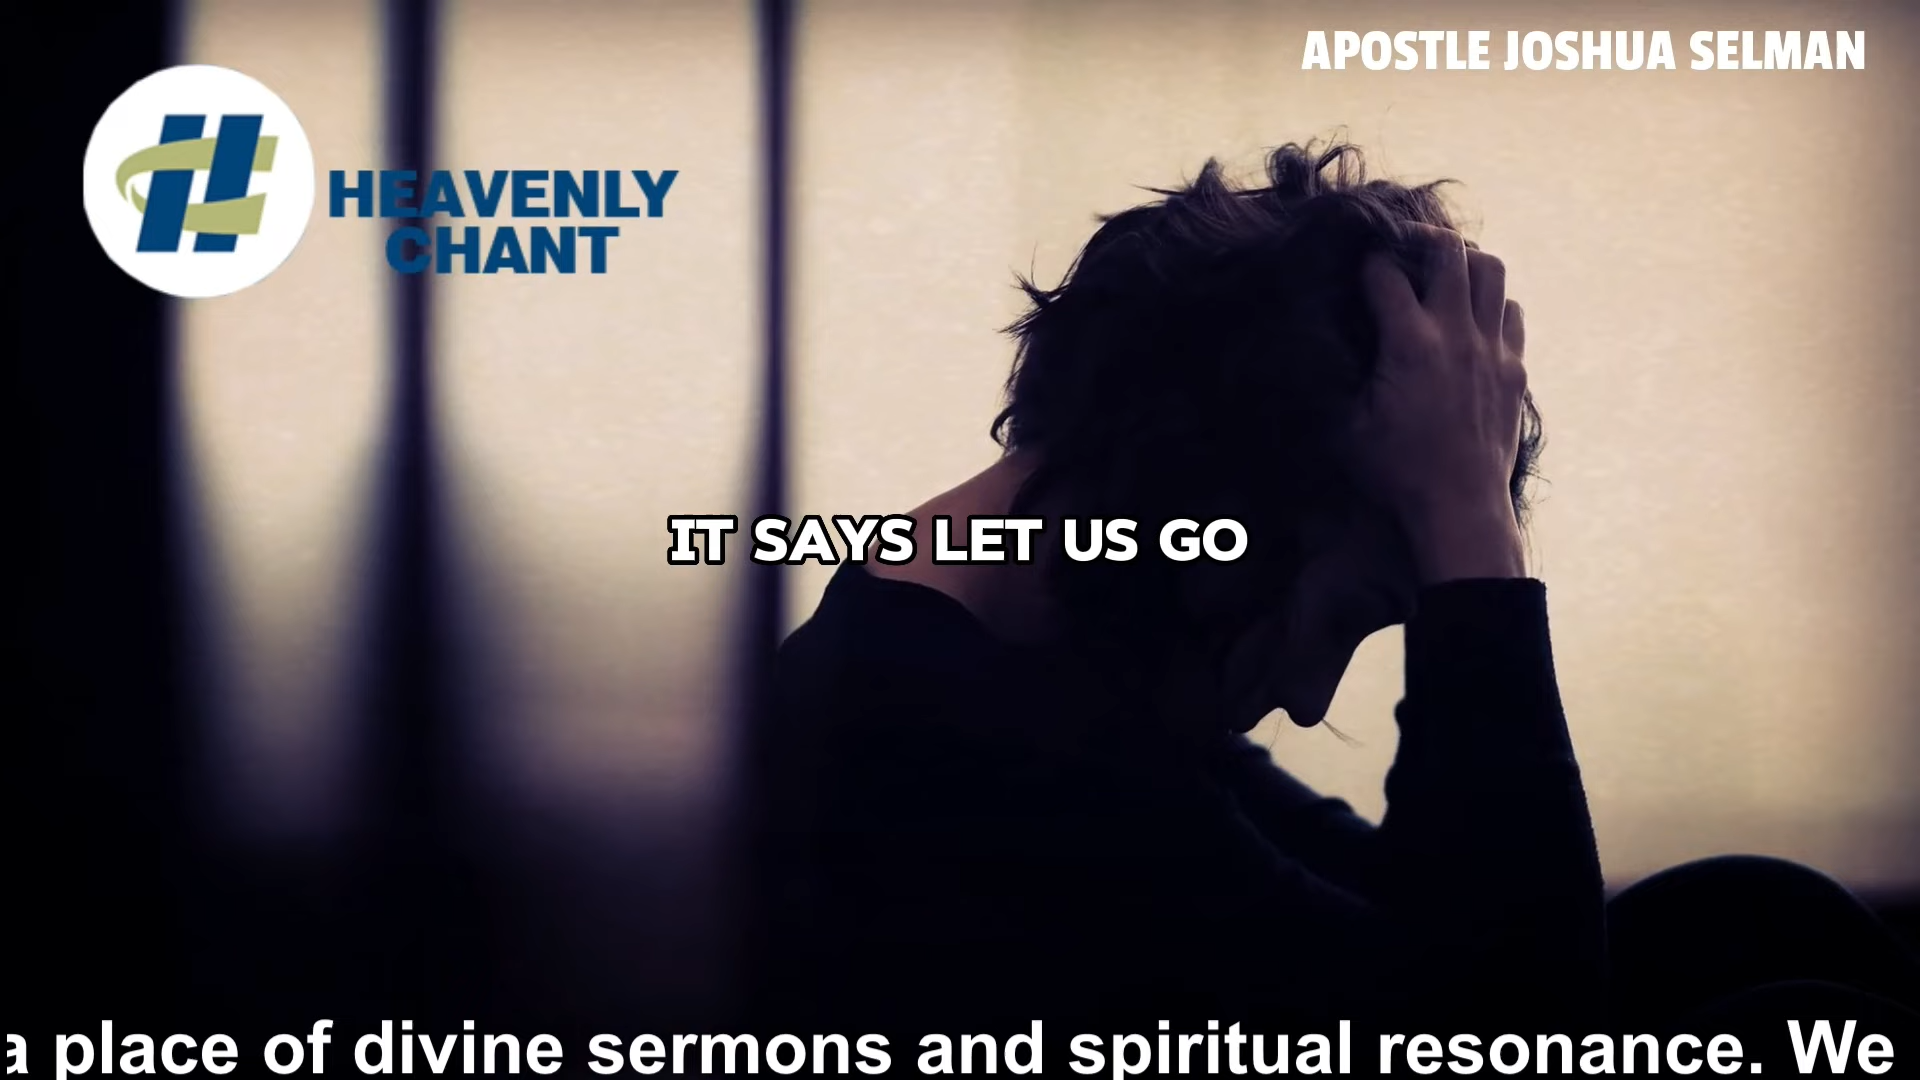 APOSTLE JOSHUA SELMAN
HEAVENLY
CHANT
IT SAYS LET US GO
a place of divine sermons and spiritual resonance. We